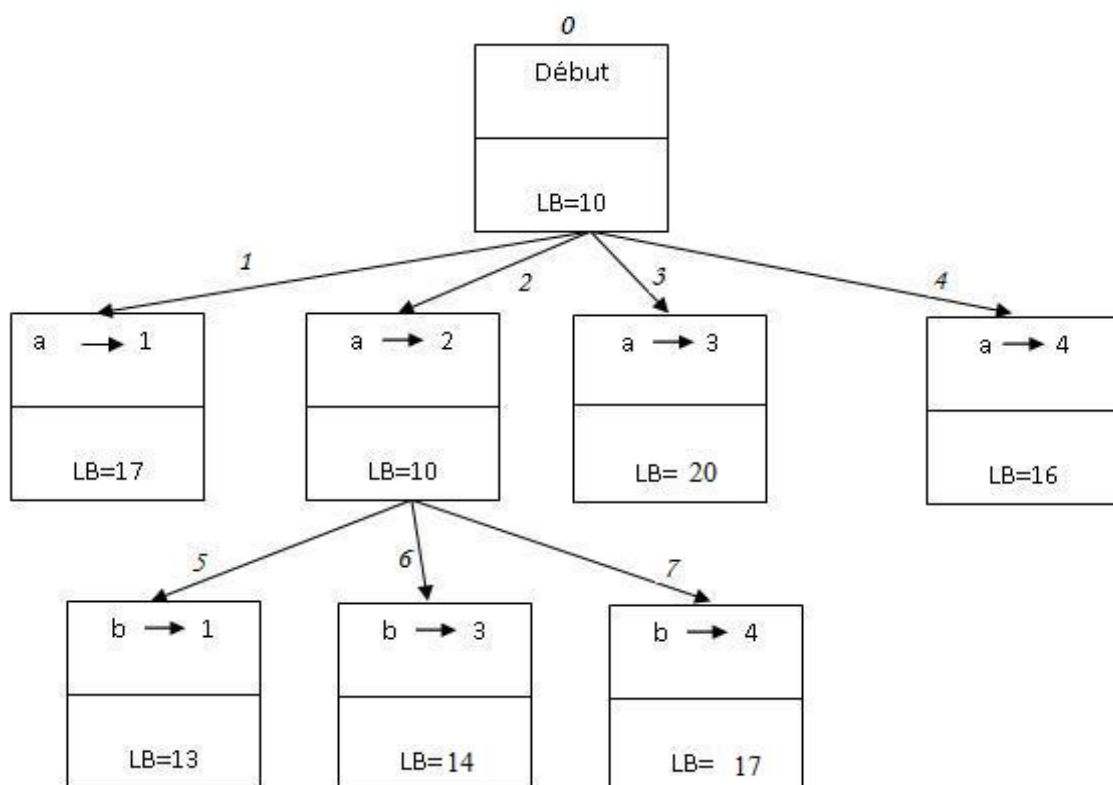 0
Début
LB=10
1 2 3 4
a → 1
LB=17
a → 2
LB=10
a → 3
LB= 20
a → 4
LB=16
5 6 7
b → 1
LB=13
b → 3
LB=14
b → 4
LB= 17